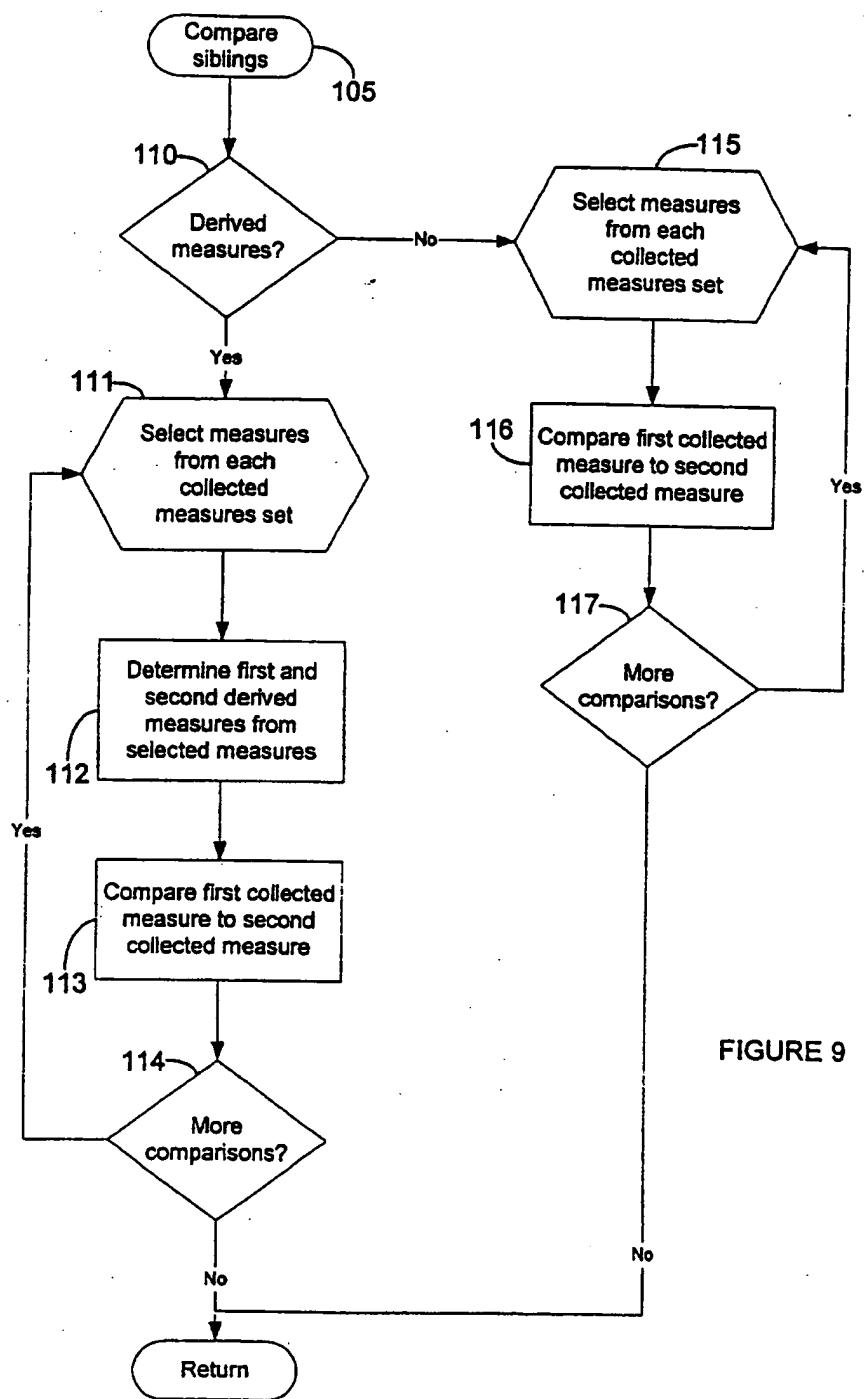 Compare
siblings
105
110
Derived
measures?
No
Yes
115
Select measures
from each
collected
measures set
111
Select measures
from each
collected
measures set
116
Compare first collected
measure to second
collected measure
Yes
117
More
comparisons?
Determine first and
second derived
measures from
selected measures
112
Yes
Compare first collected
measure to second
collected measure
113
114
More
comparisons?
FIGURE 9
No
No
Return